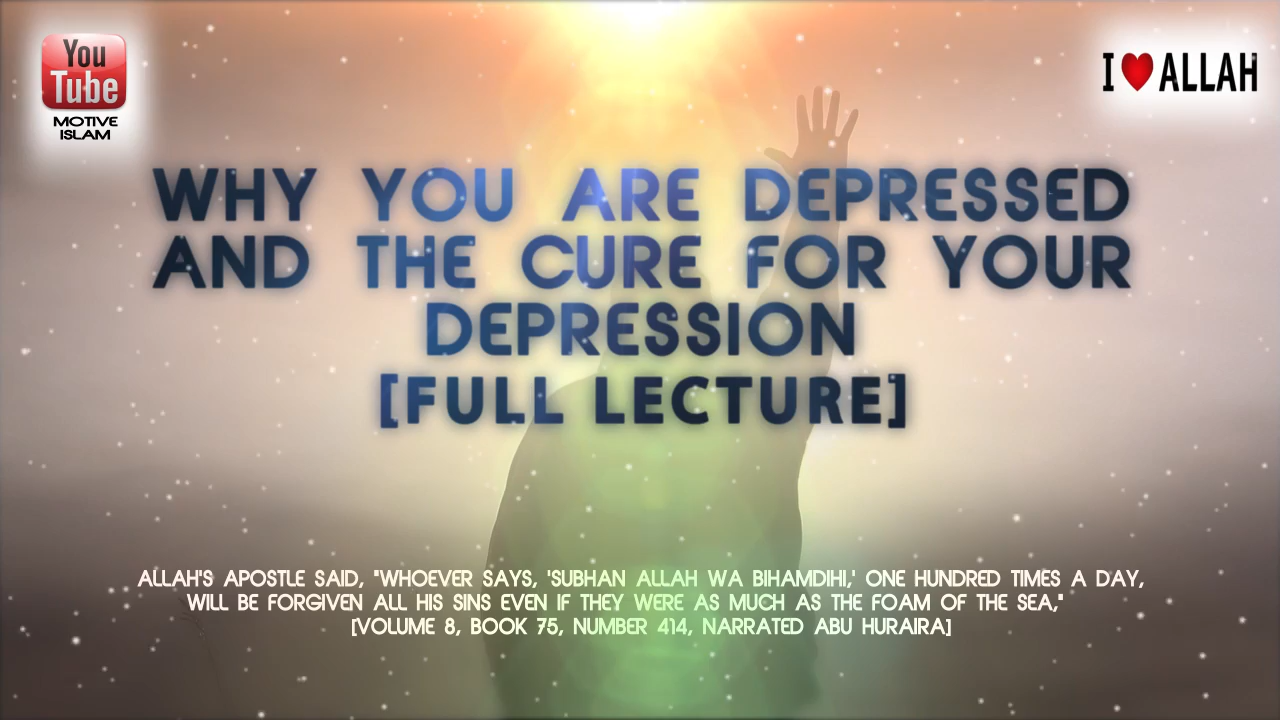 You
Tube
MOTIVE
ISLAM
I ❤ ALLAH
WHY YOU ARE DEPRESSED
AND THE CURE FOR YOUR
DEPRESSION
[FULL LECTURE]
ALLAH'S APOSTLE SAID, "WHOEVER SAYS, 'SUBHAN ALLAH WA BIHAMDIHI,' ONE HUNDRED TIMES A DAY,
WILL BE FORGIVEN ALL HIS SINS EVEN IF THEY WERE AS MUCH AS THE FOAM OF THE SEA,"
[VOLUME 8, BOOK 75, NUMBER 414, NARRATED ABU HURAIRA]